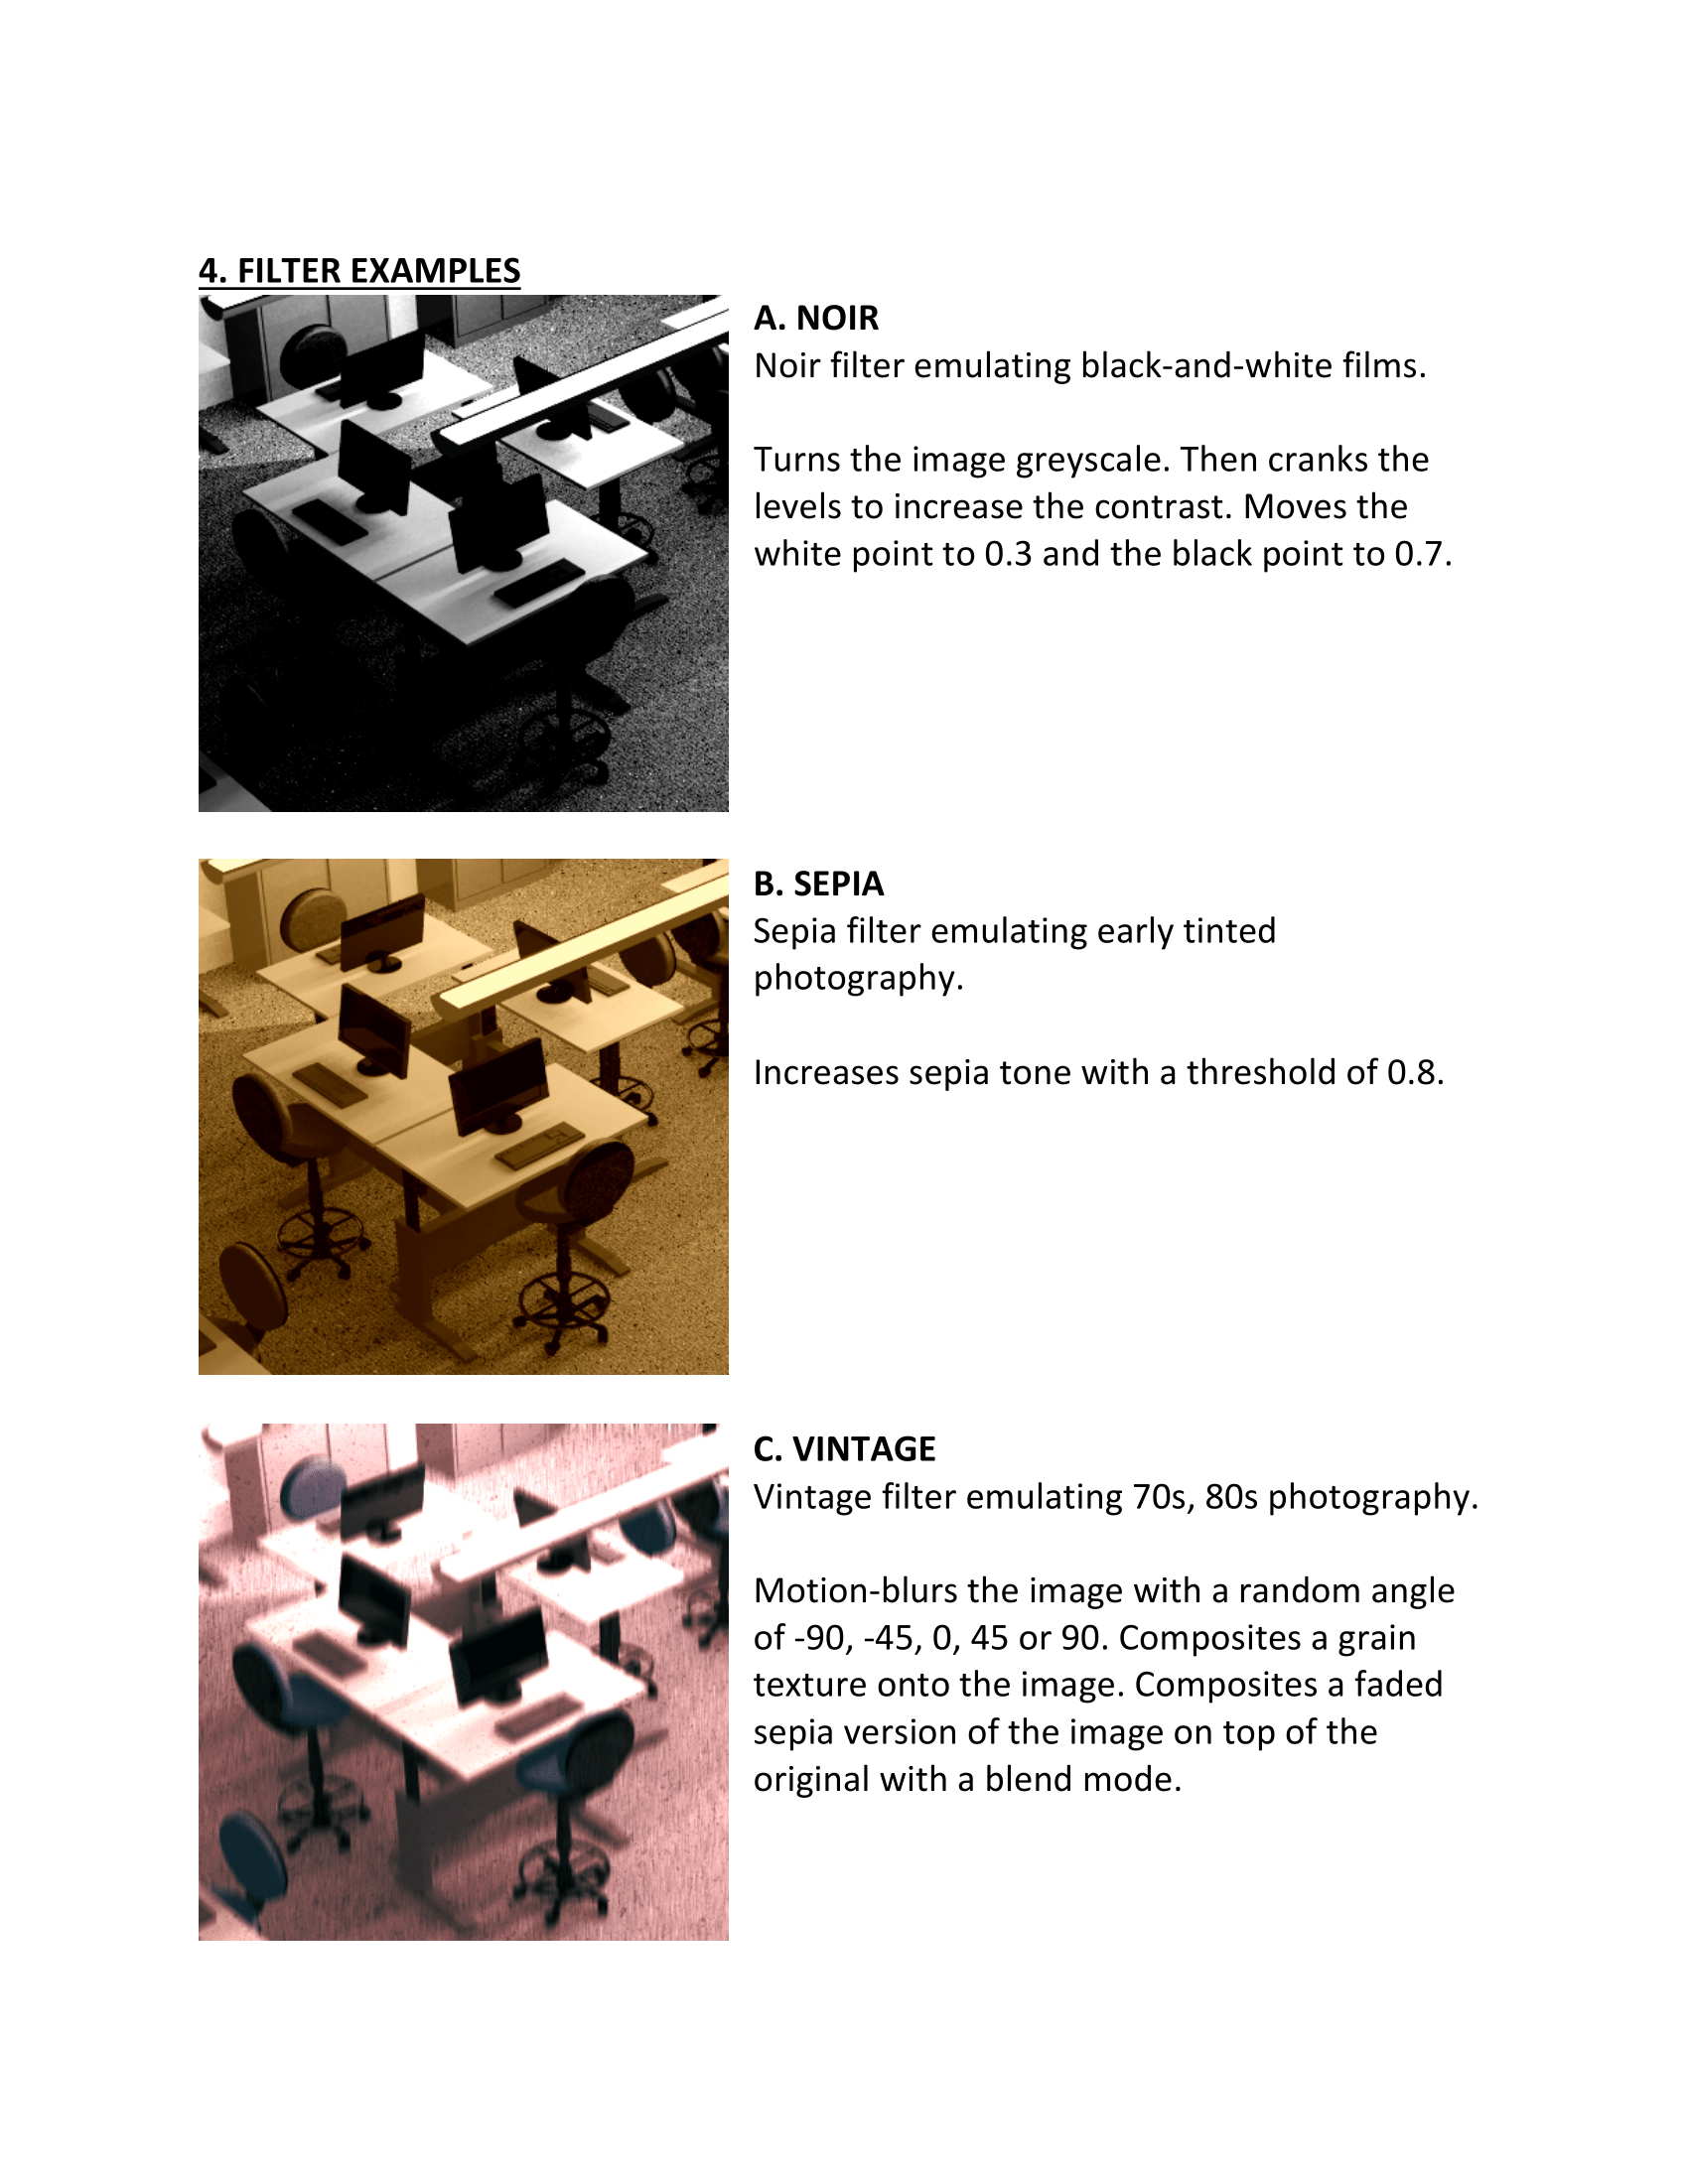 4. FILTER EXAMPLES
A. NOIR
Noir filter emulating black-and-white films.
Turns the image greyscale. Then cranks the
levels to increase the contrast. Moves the
white point to 0.3 and the black point to 0.7.
B. SEPIA
Sepia filter emulating early tinted
photography.
Increases sepia tone with a threshold of 0.8.
C. VINTAGE
Vintage filter emulating 70s, 80s photography.
Motion-blurs the image with a random angle
of -90, -45, 0, 45 or 90. Composites a grain
texture onto the image. Composites a faded
sepia version of the image on top of the
original with a blend mode.